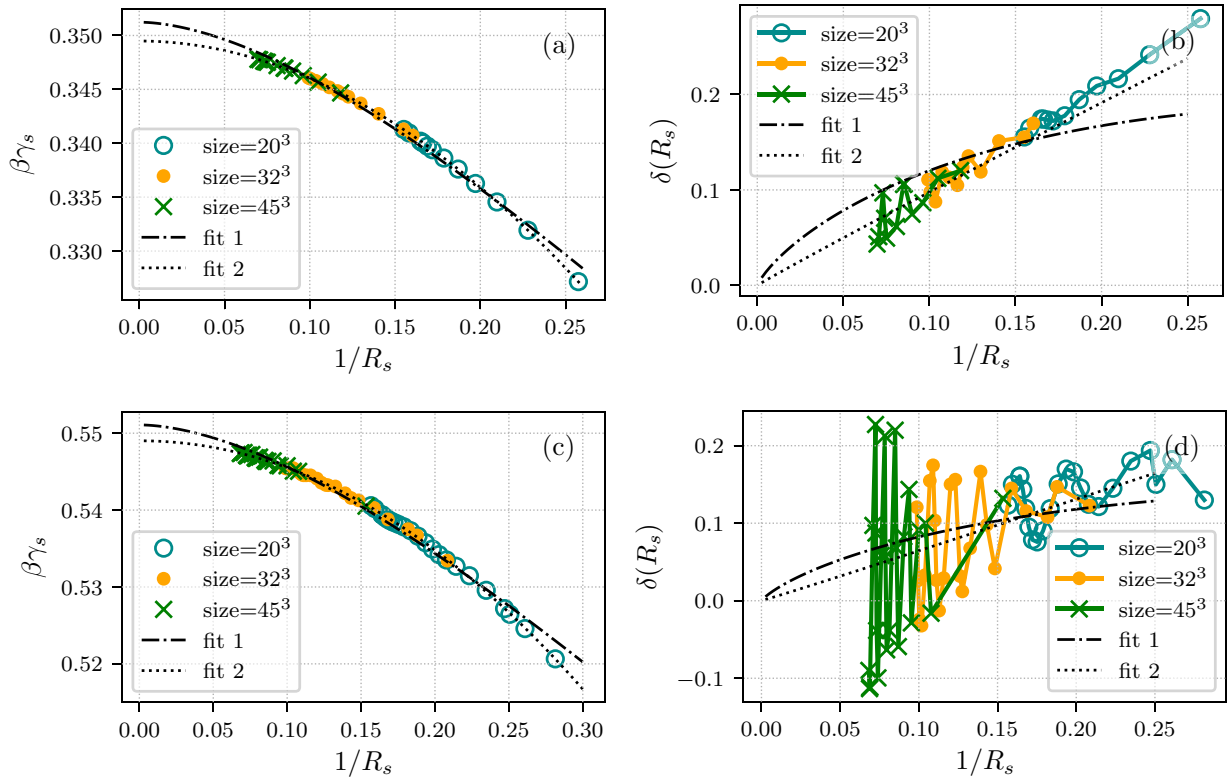 (a)
0.350
0.345
0.340
0.335
0.330
βγₛ
size=20³
size=32³
size=45³
fit 1
fit 2
0.00 0.05 0.10 0.15 0.20 0.25
1/Rₛ
(b)
0.2
0.1
0.0
δ(Rₛ)
size=20³
size=32³
size=45³
fit 1
fit 2
0.00 0.05 0.10 0.15 0.20 0.25
1/Rₛ
(c)
0.55
0.54
0.53
0.52
βγₛ
size=20³
size=32³
size=45³
fit 1
fit 2
0.00 0.05 0.10 0.15 0.20 0.25 0.30
1/Rₛ
(d)
0.2
0.1
0.0
−0.1
δ(Rₛ)
size=20³
size=32³
size=45³
fit 1
fit 2
0.00 0.05 0.10 0.15 0.20 0.25
1/Rₛ